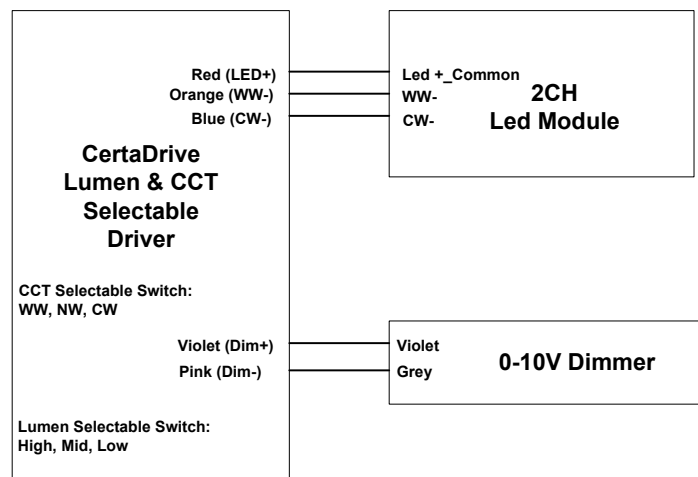 Red (LED+)
Orange (WW-)
Blue (CW-)
CertaDrive
Lumen & CCT
Selectable
Driver
CCT Selectable Switch:
WW, NW, CW
Violet (Dim+)
Pink (Dim-)
Lumen Selectable Switch:
High, Mid, Low
Led +_Common
WW-
CW-
2CH
Led Module
Violet
Grey
0-10V Dimmer